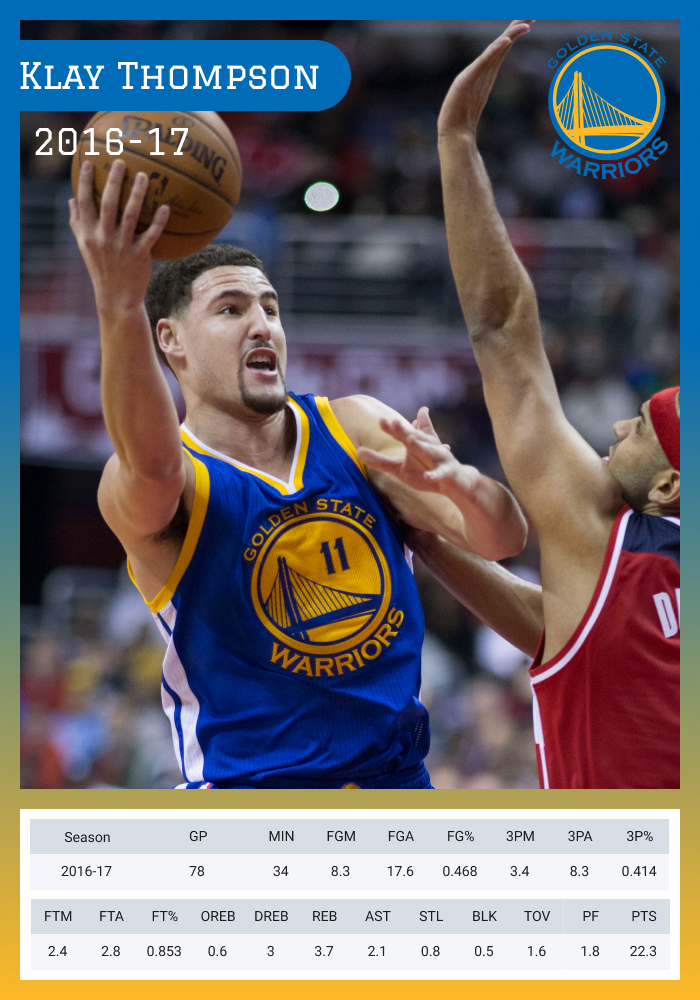 Klay Thompson
2016-17
GOLDEN STATE
WARRIORS
SPALDING
GOLDEN STATE
11
WARRIORS
Season GP MIN FGM FGA FG% 3PM 3PA 3P%
2016-17 78 34 8.3 17.6 0.468 3.4 8.3 0.414
FTM FTA FT% OREB DREB REB AST STL BLK TOV PF PTS
2.4 2.8 0.853 0.6 3 3.7 2.1 0.8 0.5 1.6 1.8 22.3